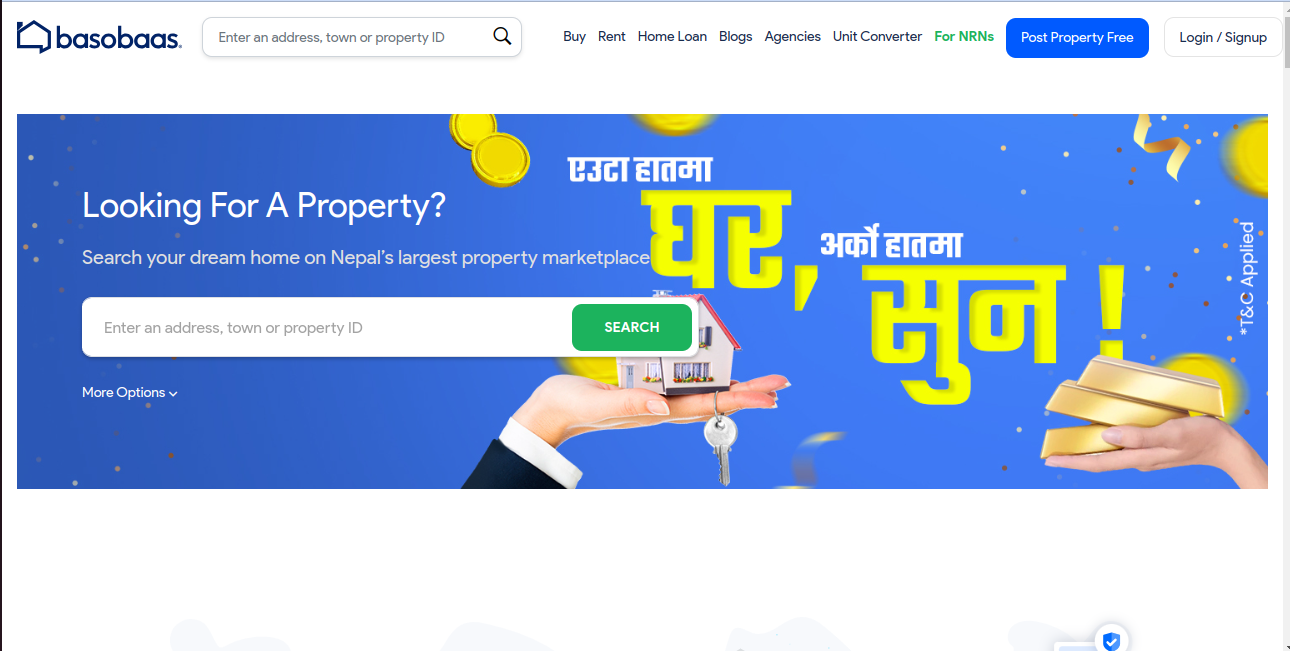 basobaas
Enter an address, town or property ID
Buy Rent Home Loan Blogs Agencies Unit Converter For NRNs Post Property Free Login / Signup
Looking For A Property?
Search your dream home on Nepal’s largest property marketplace
Enter an address, town or property ID
SEARCH
More Options
एउटा हातमा
घर,
अर्को हातमा
सुन !
*T&C Applied